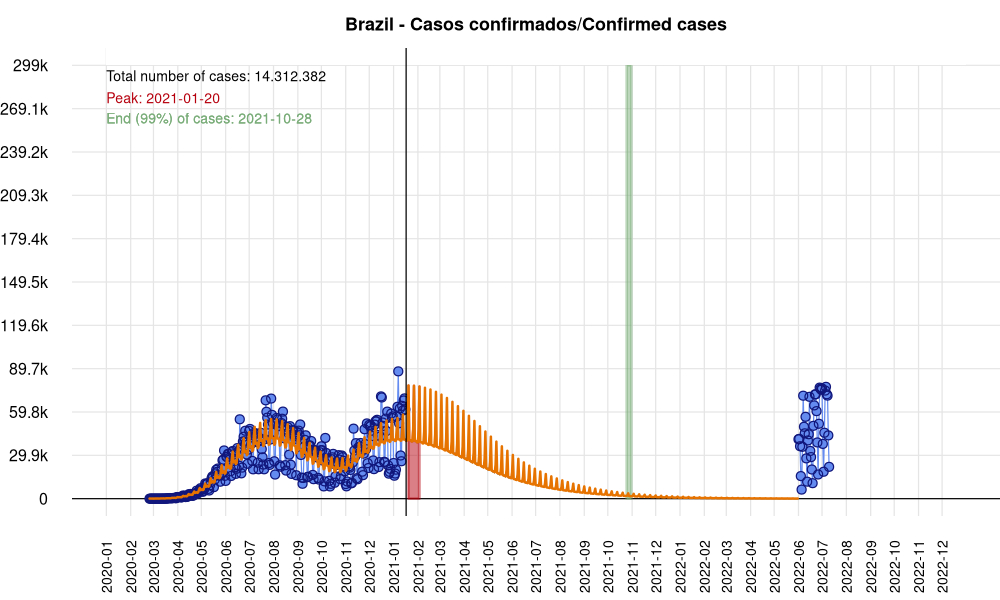 Brazil - Casos confirmados/Confirmed cases
299k
269.1k
239.2k
209.3k
179.4k
149.5k
119.6k
89.7k
59.8k
29.9k
0
Total number of cases: 14.312.382
Peak: 2021-01-20
End (99%) of cases: 2021-10-28
2020-01
2020-02
2020-03
2020-04
2020-05
2020-06
2020-07
2020-08
2020-09
2020-10
2020-11
2020-12
2021-01
2021-02
2021-03
2021-04
2021-05
2021-06
2021-07
2021-08
2021-09
2021-10
2021-11
2021-12
2022-01
2022-02
2022-03
2022-04
2022-05
2022-06
2022-07
2022-08
2022-09
2022-10
2022-11
2022-12